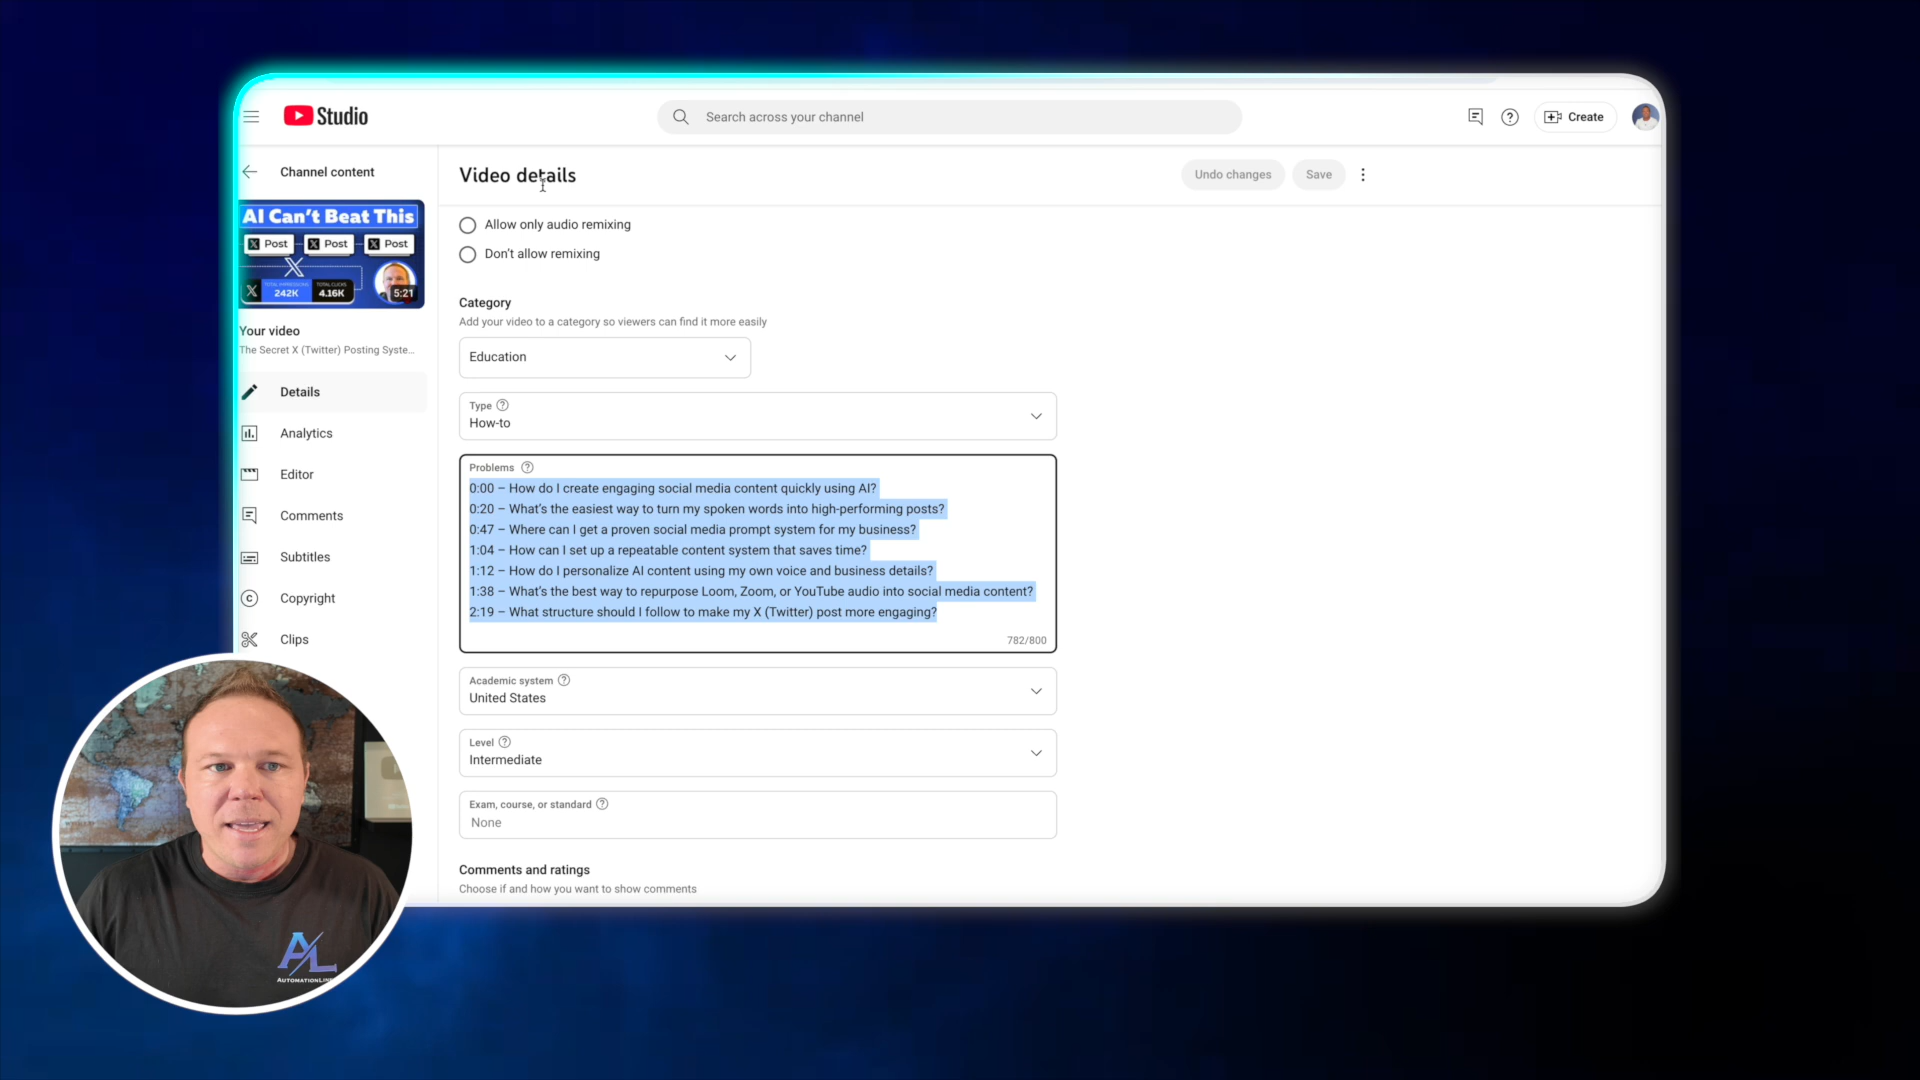 Studio
Search across your channel
Create
Channel content
Video details
Undo changes
Save
AI Can't Beat This
Post
Post
Post
TOTAL IMPRESSIONS
242K
TOTAL CLICKS
4.16K
5:21
Your video
The Secret X (Twitter) Posting Syste...
Details
Analytics
Editor
Comments
Subtitles
Copyright
Clips
Allow only audio remixing
Don't allow remixing
Category
Add your video to a category so viewers can find it more easily
Education
Type
How-to
Problems
0:00 – How do I create engaging social media content quickly using AI?
0:20 – What's the easiest way to turn my spoken words into high-performing posts?
0:47 – Where can I get a proven social media prompt system for my business?
1:04 – How can I set up a repeatable content system that saves time?
1:12 – How do I personalize AI content using my own voice and business details?
1:38 – What's the best way to repurpose Loom, Zoom, or YouTube audio into social media content?
2:19 – What structure should I follow to make my X (Twitter) post more engaging?
782/800
Academic system
United States
Level
Intermediate
Exam, course, or standard
None
Comments and ratings
Choose if and how you want to show comments
AL